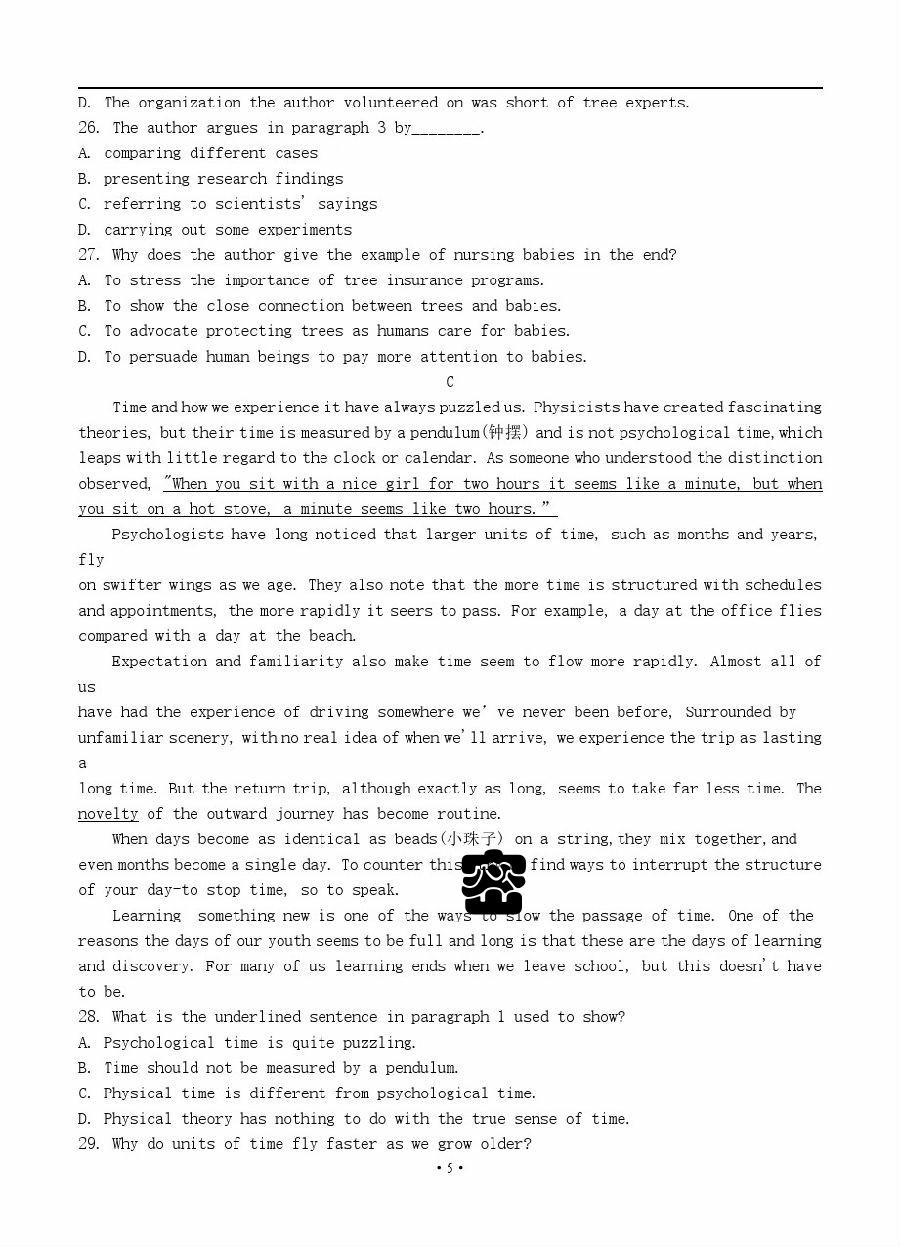 D. The organization the author volunteered on was short of tree experts.
26. The author argues in paragraph 3 by________.
A. comparing different cases
B. presenting research findings
C. referring to scientists' sayings
D. carrying out some experiments
27. Why does the author give the example of nursing babies in the end?
A. To stress the importance of tree insurance programs.
B. To show the close connection between trees and babies.
C. To advocate protecting trees as humans care for babies.
D. To persuade human beings to pay more attention to babies.
C
Time and how we experience it have always puzzled us. Physicists have created fascinating
theories, but their time is measured by a pendulum(钟摆) and is not psychological time, which
leaps with little regard to the clock or calendar. As someone who understood the distinction
observed, "When you sit with a nice girl for two hours it seems like a minute, but when
you sit on a hot stove, a minute seems like two hours."
Psychologists have long noticed that larger units of time, such as months and years,
fly
on swifter wings as we age. They also note that the more time is structured with schedules
and appointments, the more rapidly it seers to pass. For example, a day at the office flies
compared with a day at the beach.
Expectation and familiarity also make time seem to flow more rapidly. Almost all of
us
have had the experience of driving somewhere we've never been before, Surrounded by
unfamiliar scenery, with no real idea of when we'll arrive, we experience the trip as lasting
a
long time. But the return trip, although exactly as long, seems to take far less time. The
novelty of the outward journey has become routine.
When days become as identical as beads(小珠子) on a string, they mix together, and
even months become a single day. To counter this find ways to interrupt the structure
of your day-to stop time, so to speak.
Learning something new is one of the ways to slow the passage of time. One of the
reasons the days of our youth seems to be full and long is that these are the days of learning
and discovery. For many of us learning ends when we leave school, but this doesn't have
to be.
28. What is the underlined sentence in paragraph 1 used to show?
A. Psychological time is quite puzzling.
B. Time should not be measured by a pendulum.
C. Physical time is different from psychological time.
D. Physical theory has nothing to do with the true sense of time.
29. Why do units of time fly faster as we grow older?
•5•